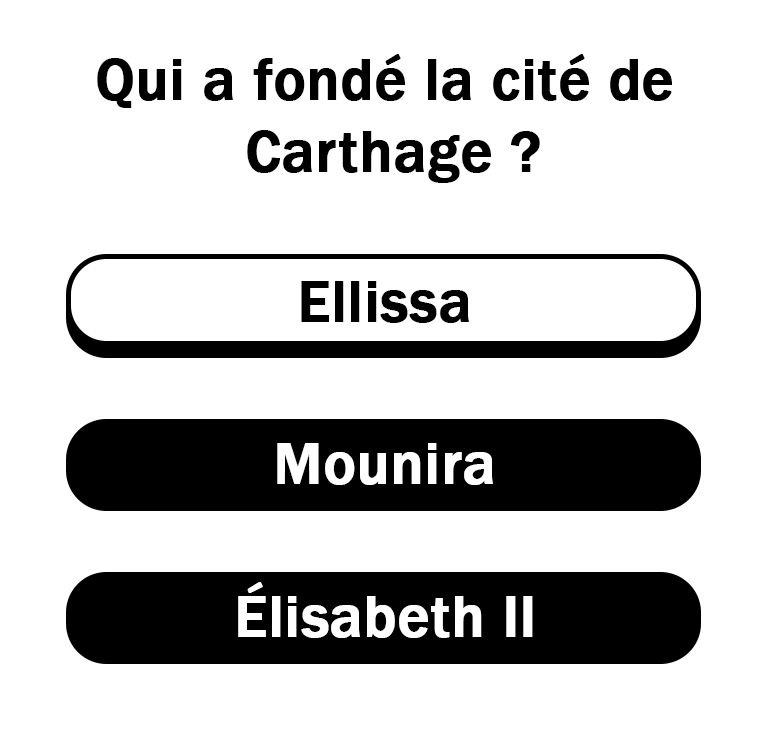 Qui a fondé la cité de
Carthage ?
Ellissa
Mounira
Élisabeth II